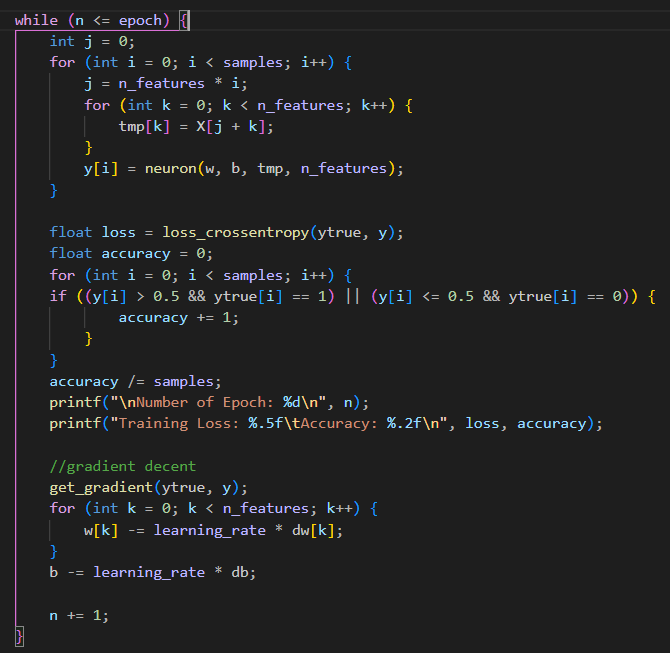 while (n <= epoch) {
    int j = 0;
    for (int i = 0; i < samples; i++) {
        j = n_features * i;
        for (int k = 0; k < n_features; k++) {
            tmp[k] = X[j + k];
        }
        y[i] = neuron(w, b, tmp, n_features);
    }

    float loss = loss_crossentropy(ytrue, y);
    float accuracy = 0;
    for (int i = 0; i < samples; i++) {
    if ((y[i] > 0.5 && ytrue[i] == 1) || (y[i] <= 0.5 && ytrue[i] == 0)) {
            accuracy += 1;
        }
    }
    accuracy /= samples;
    printf("\nNumber of Epoch: %d\n", n);
    printf("Training Loss: %.5f\tAccuracy: %.2f\n", loss, accuracy);

    //gradient decent
    get_gradient(ytrue, y);
    for (int k = 0; k < n_features; k++) {
        w[k] -= learning_rate * dw[k];
    }
    b -= learning_rate * db;

    n += 1;
}